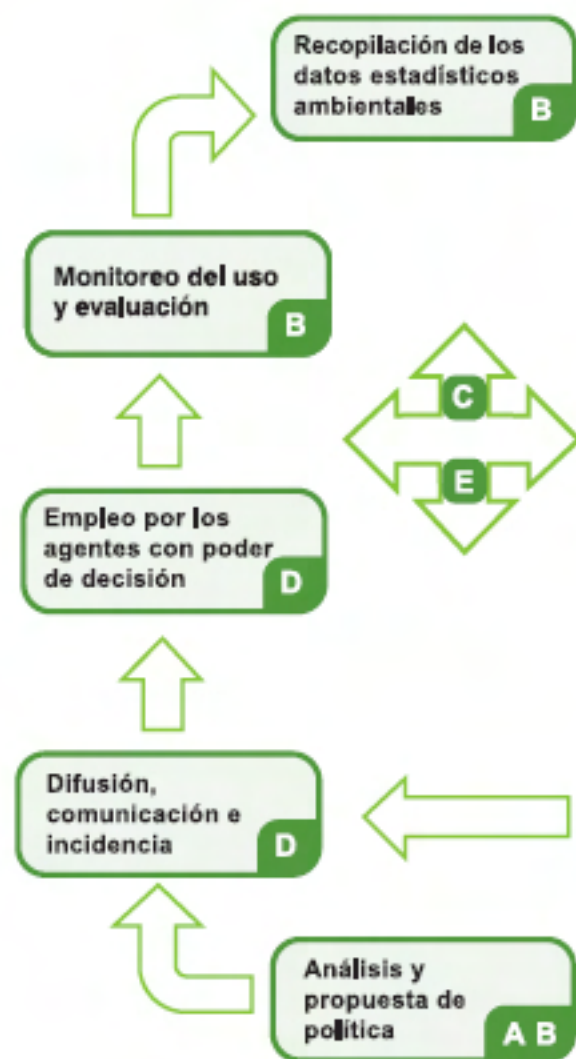 Recopilación de los
datos estadísticos
ambientales
B
Monitoreo del uso
y evaluación
B
C
E
Empleo por los
agentes con poder
de decisión
D
Difusión,
comunicación e
incidencia
D
Análisis y
propuesta de
política
A B